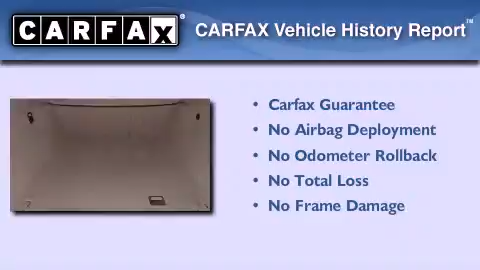 CARFAX® CARFAX Vehicle History Report™
• Carfax Guarantee
• No Airbag Deployment
• No Odometer Rollback
• No Total Loss
• No Frame Damage